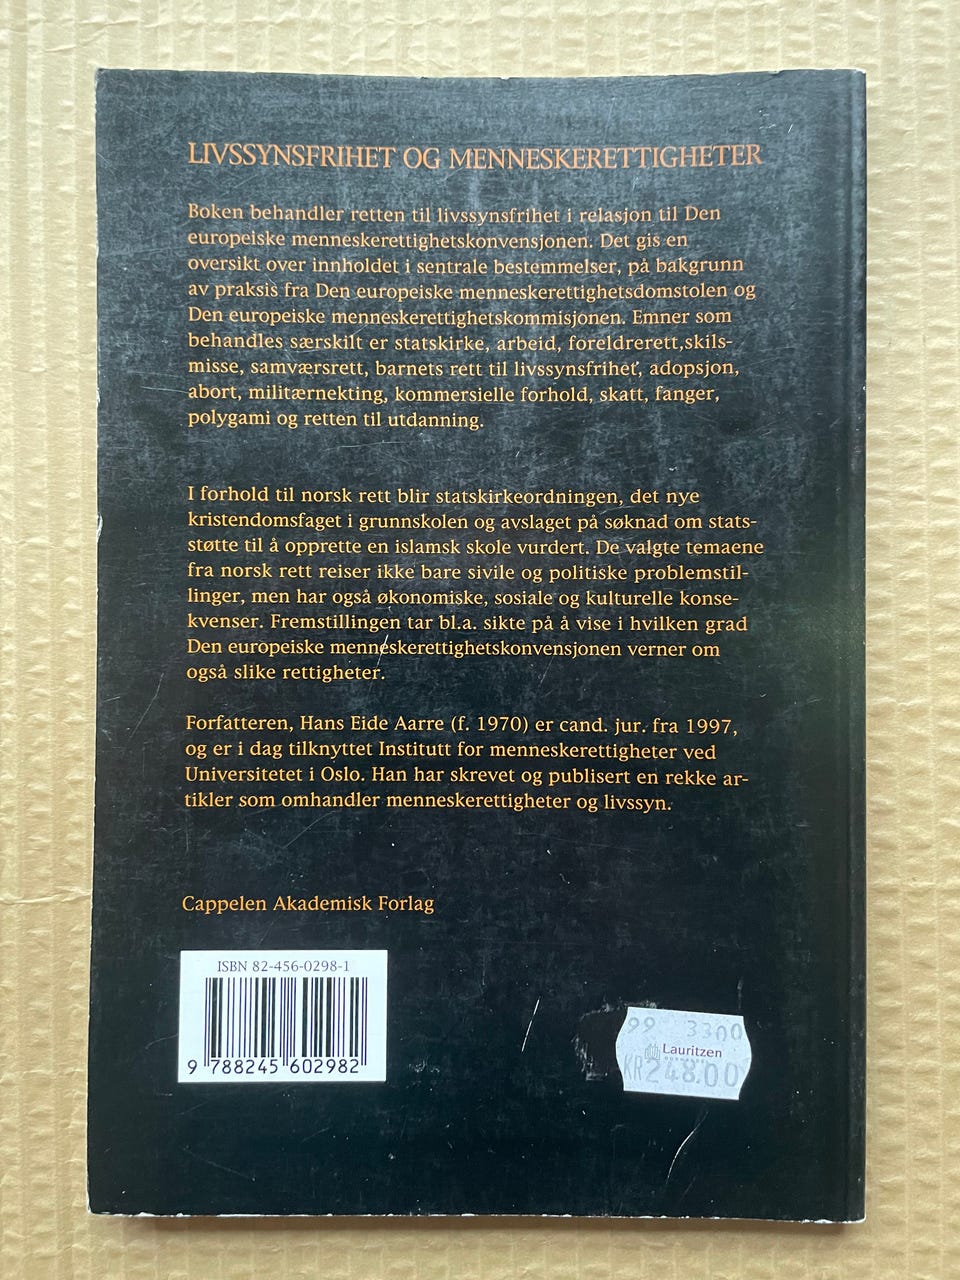 LIVSSYNSFRIHET OG MENNESKERETTIGHETER
Boken behandler retten til livssynsfrihet i relasjon til Den
europeiske menneskerettighetskonvensjonen. Det gis en
oversikt over innholdet i sentrale bestemmelser, på bakgrunn
av praksis fra Den europeiske menneskerettighetsdomstolen og
Den europeiske menneskerettighetskommisjonen. Emner som
behandles særskilt er statskirke, arbeid, foreldrerett,skils-
misse, samværsrett, barnets rett til livssynsfrihet, adopsjon,
abort, militærnekting, kommersielle forhold, skatt, fanger,
polygami og retten til utdanning.
I forhold til norsk rett blir statskirkeordningen, det nye
kristendomsfaget i grunnskolen og avslaget på søknad om stats-
støtte til å opprette en islamsk skole vurdert. De valgte temaene
fra norsk rett reiser ikke bare sivile og politiske problemstil-
linger, men har også økonomiske, sosiale og kulturelle konse-
kvenser. Fremstillingen tar bl.a. sikte på å vise i hvilken grad
Den europeiske menneskerettighetskonvensjonen verner om
også slike rettigheter.
Forfatteren, Hans Eide Aarre (f. 1970) er cand. jur. fra 1997,
og er i dag tilknyttet Institutt for menneskerettigheter ved
Universitetet i Oslo. Han har skrevet og publisert en rekke ar-
tikler som omhandler menneskerettigheter og livssyn.
Cappelen Akademisk Forlag
ISBN 82-456-0298-1
9 788245 602982
99 3300
Lauritzen
KR248.00